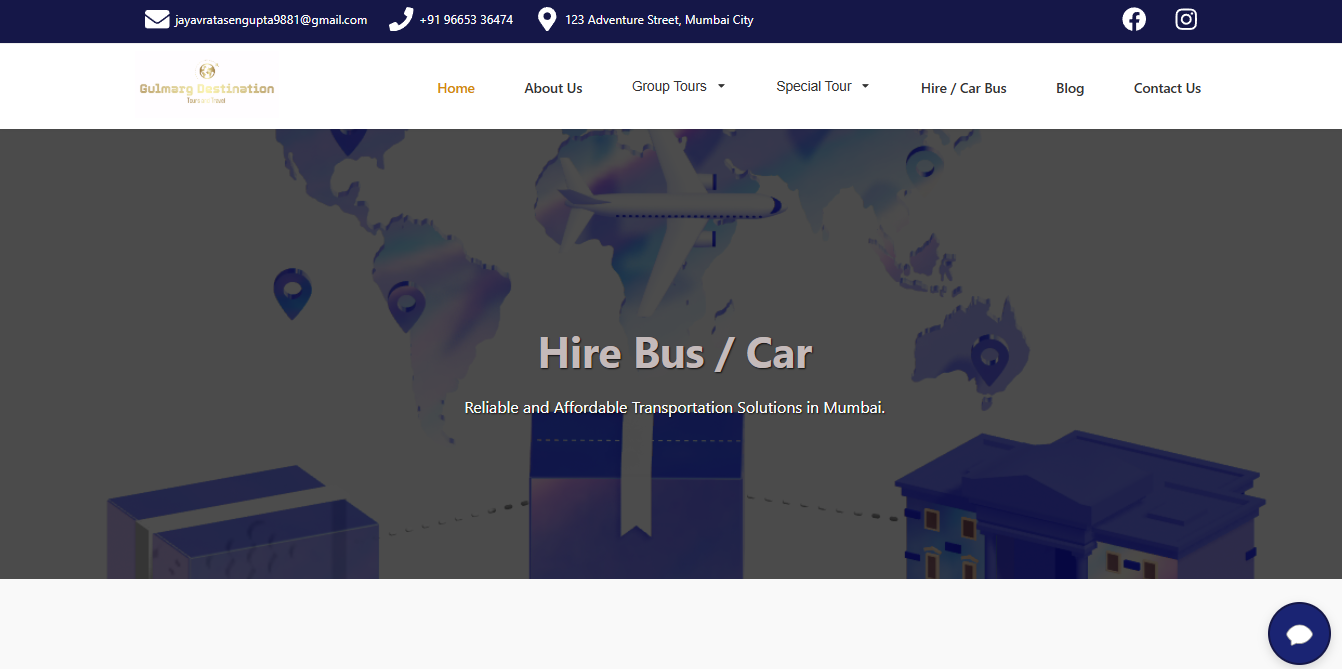 jayavratasengupta9881@gmail.com +91 96653 36474 123 Adventure Street, Mumbai City
Gulmarg Destination
Tours and Travel
Home About Us Group Tours Special Tour Hire / Car Bus Blog Contact Us
Hire Bus / Car
Reliable and Affordable Transportation Solutions in Mumbai.